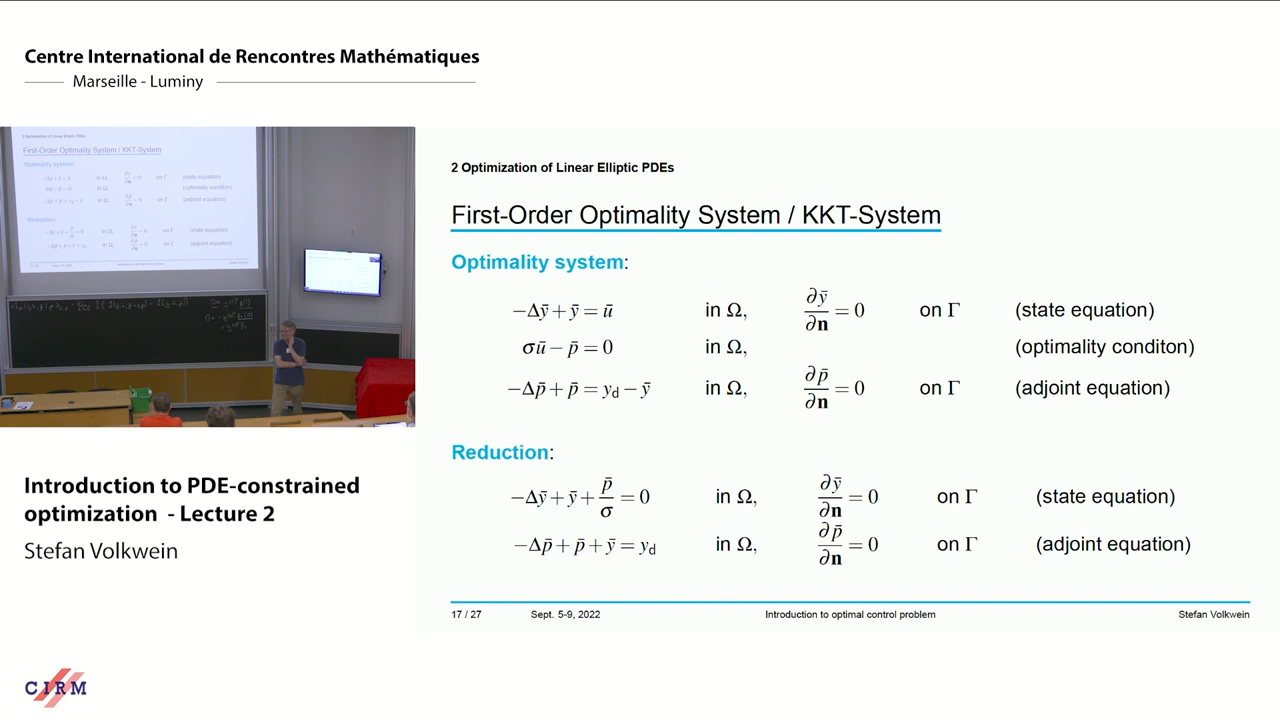 Centre International de Rencontres Mathématiques
Marseille - Luminy
2 Optimization of Linear Elliptic PDEs
First-Order Optimality System / KKT-System
Optimality system:
−Δȳ + ȳ = ū in Ω, ∂ȳ/∂n = 0 on Γ (state equation)
σū − p̄ = 0 in Ω, (optimality conditon)
−Δp̄ + p̄ = y_d − ȳ in Ω, ∂p̄/∂n = 0 on Γ (adjoint equation)
Reduction:
−Δȳ + ȳ + p̄/σ = 0 in Ω, ∂ȳ/∂n = 0 on Γ (state equation)
−Δp̄ + p̄ + ȳ = y_d in Ω, ∂p̄/∂n = 0 on Γ (adjoint equation)
17 / 27 Sept. 5-9, 2022 Introduction to optimal control problem Stefan Volkwein
Introduction to PDE-constrained
optimization - Lecture 2
Stefan Volkwein
CIRM